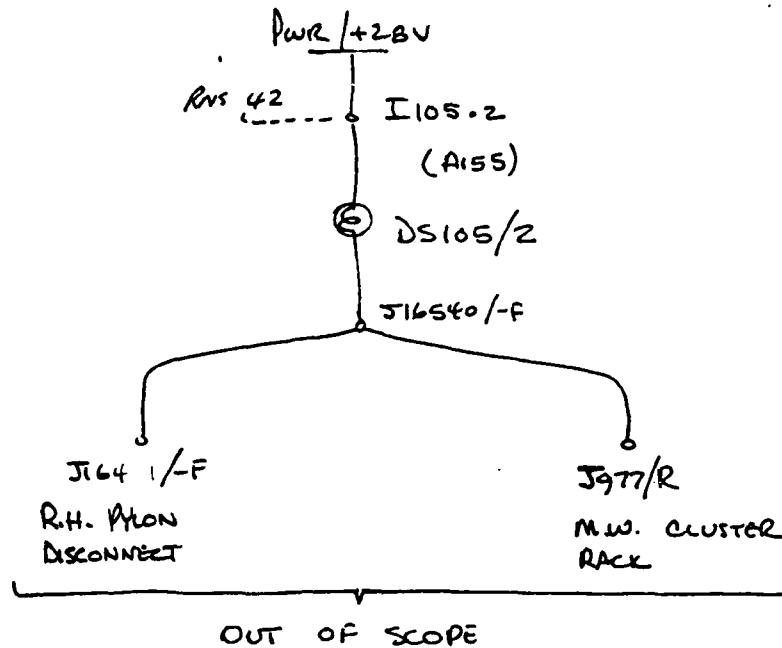 PWR/+28V
RNS 42
I105.2
(A155)
DS105/2
J16540/-F
J164 1/-F
R.H. PYLON
DISCONNECT
J977/R
M.W. CLUSTER
RACK
OUT OF SCOPE